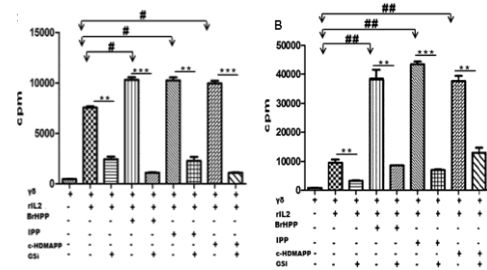 #
#
#
15000
10000
5000
0
cpm
** *** ** ***
γδ + + + + + + + + +
rIL2 - + + + + + + + +
BrHPP - - - + + - - - -
IPP - - - - - + + - -
c-HDMAPP - - - - - - - + +
GSi - - + - + - + - +
B
##
##
##
50000
40000
30000
20000
10000
0
cpm
** ** *** **
γδ + + + + + + + + +
rIL2 - + + + + + + + +
BrHPP - - - + + - - - -
IPP - - - - - + + - -
c-HDMAPP - - - - - - - + +
GSI - - + - + - + - +